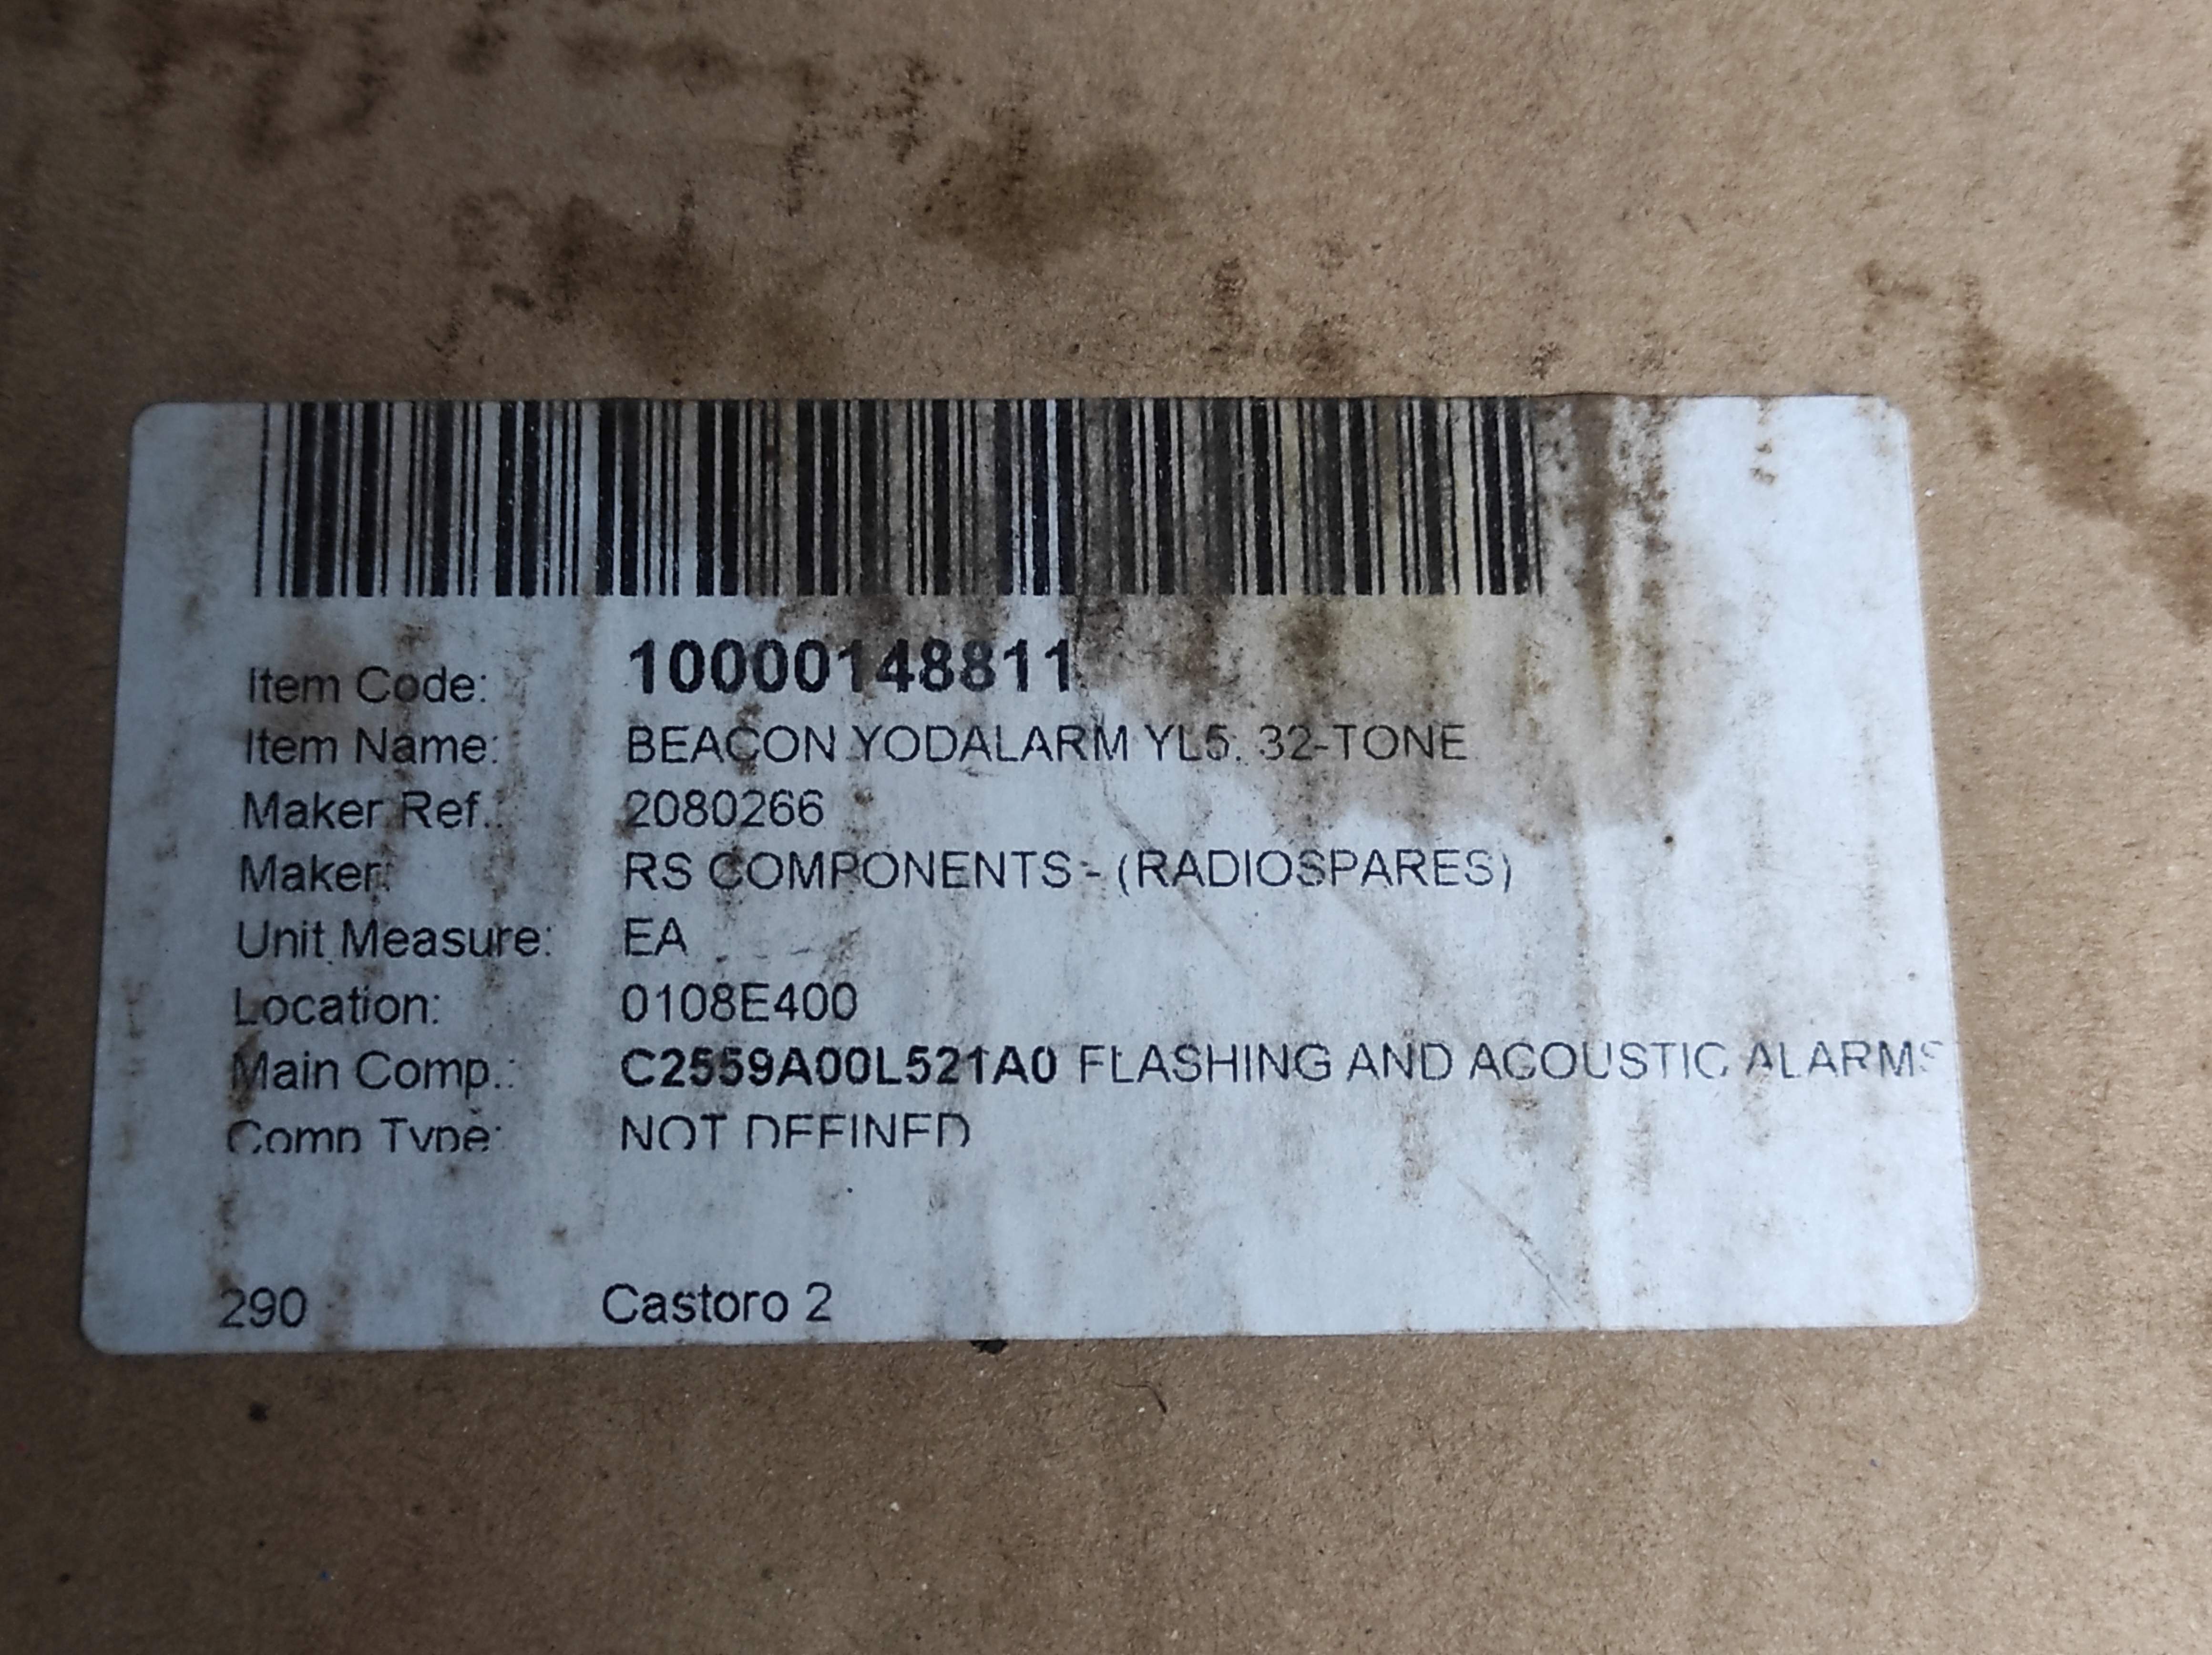 Item Code: 10000148811
Item Name: BEACON YODALARM YL5, 32-TONE
Maker Ref.: 2080266
Maker: RS COMPONENTS - (RADIOSPARES)
Unit Measure: EA
Location: 0108E400
Main Comp.: C2559A00L521A0 FLASHING AND ACOUSTIC ALARMS
Comp Type: NOT DEFINED
290 Castoro 2